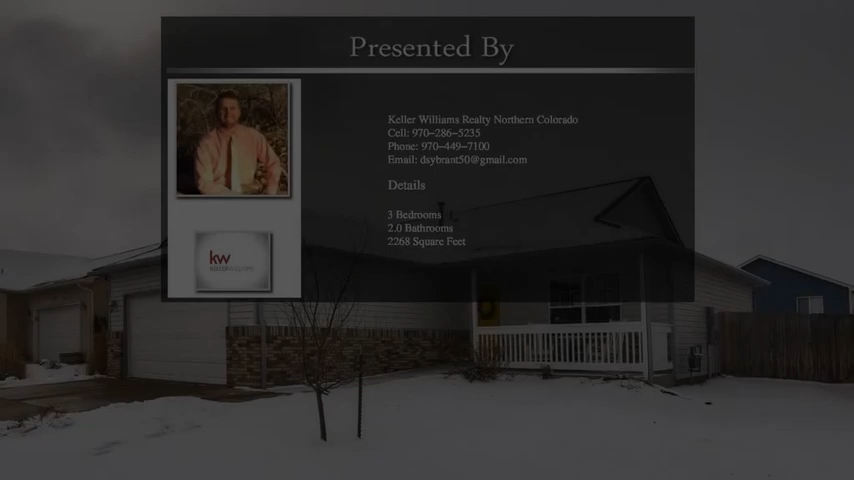 Presented By
Keller Williams Realty Northern Colorado
Cell: 970-286-5235
Phone: 970-449-7100
Email: dsybrant50@gmail.com
Details
3 Bedrooms
2.0 Bathrooms
2268 Square Feet
kw
KELLERWILLIAMS